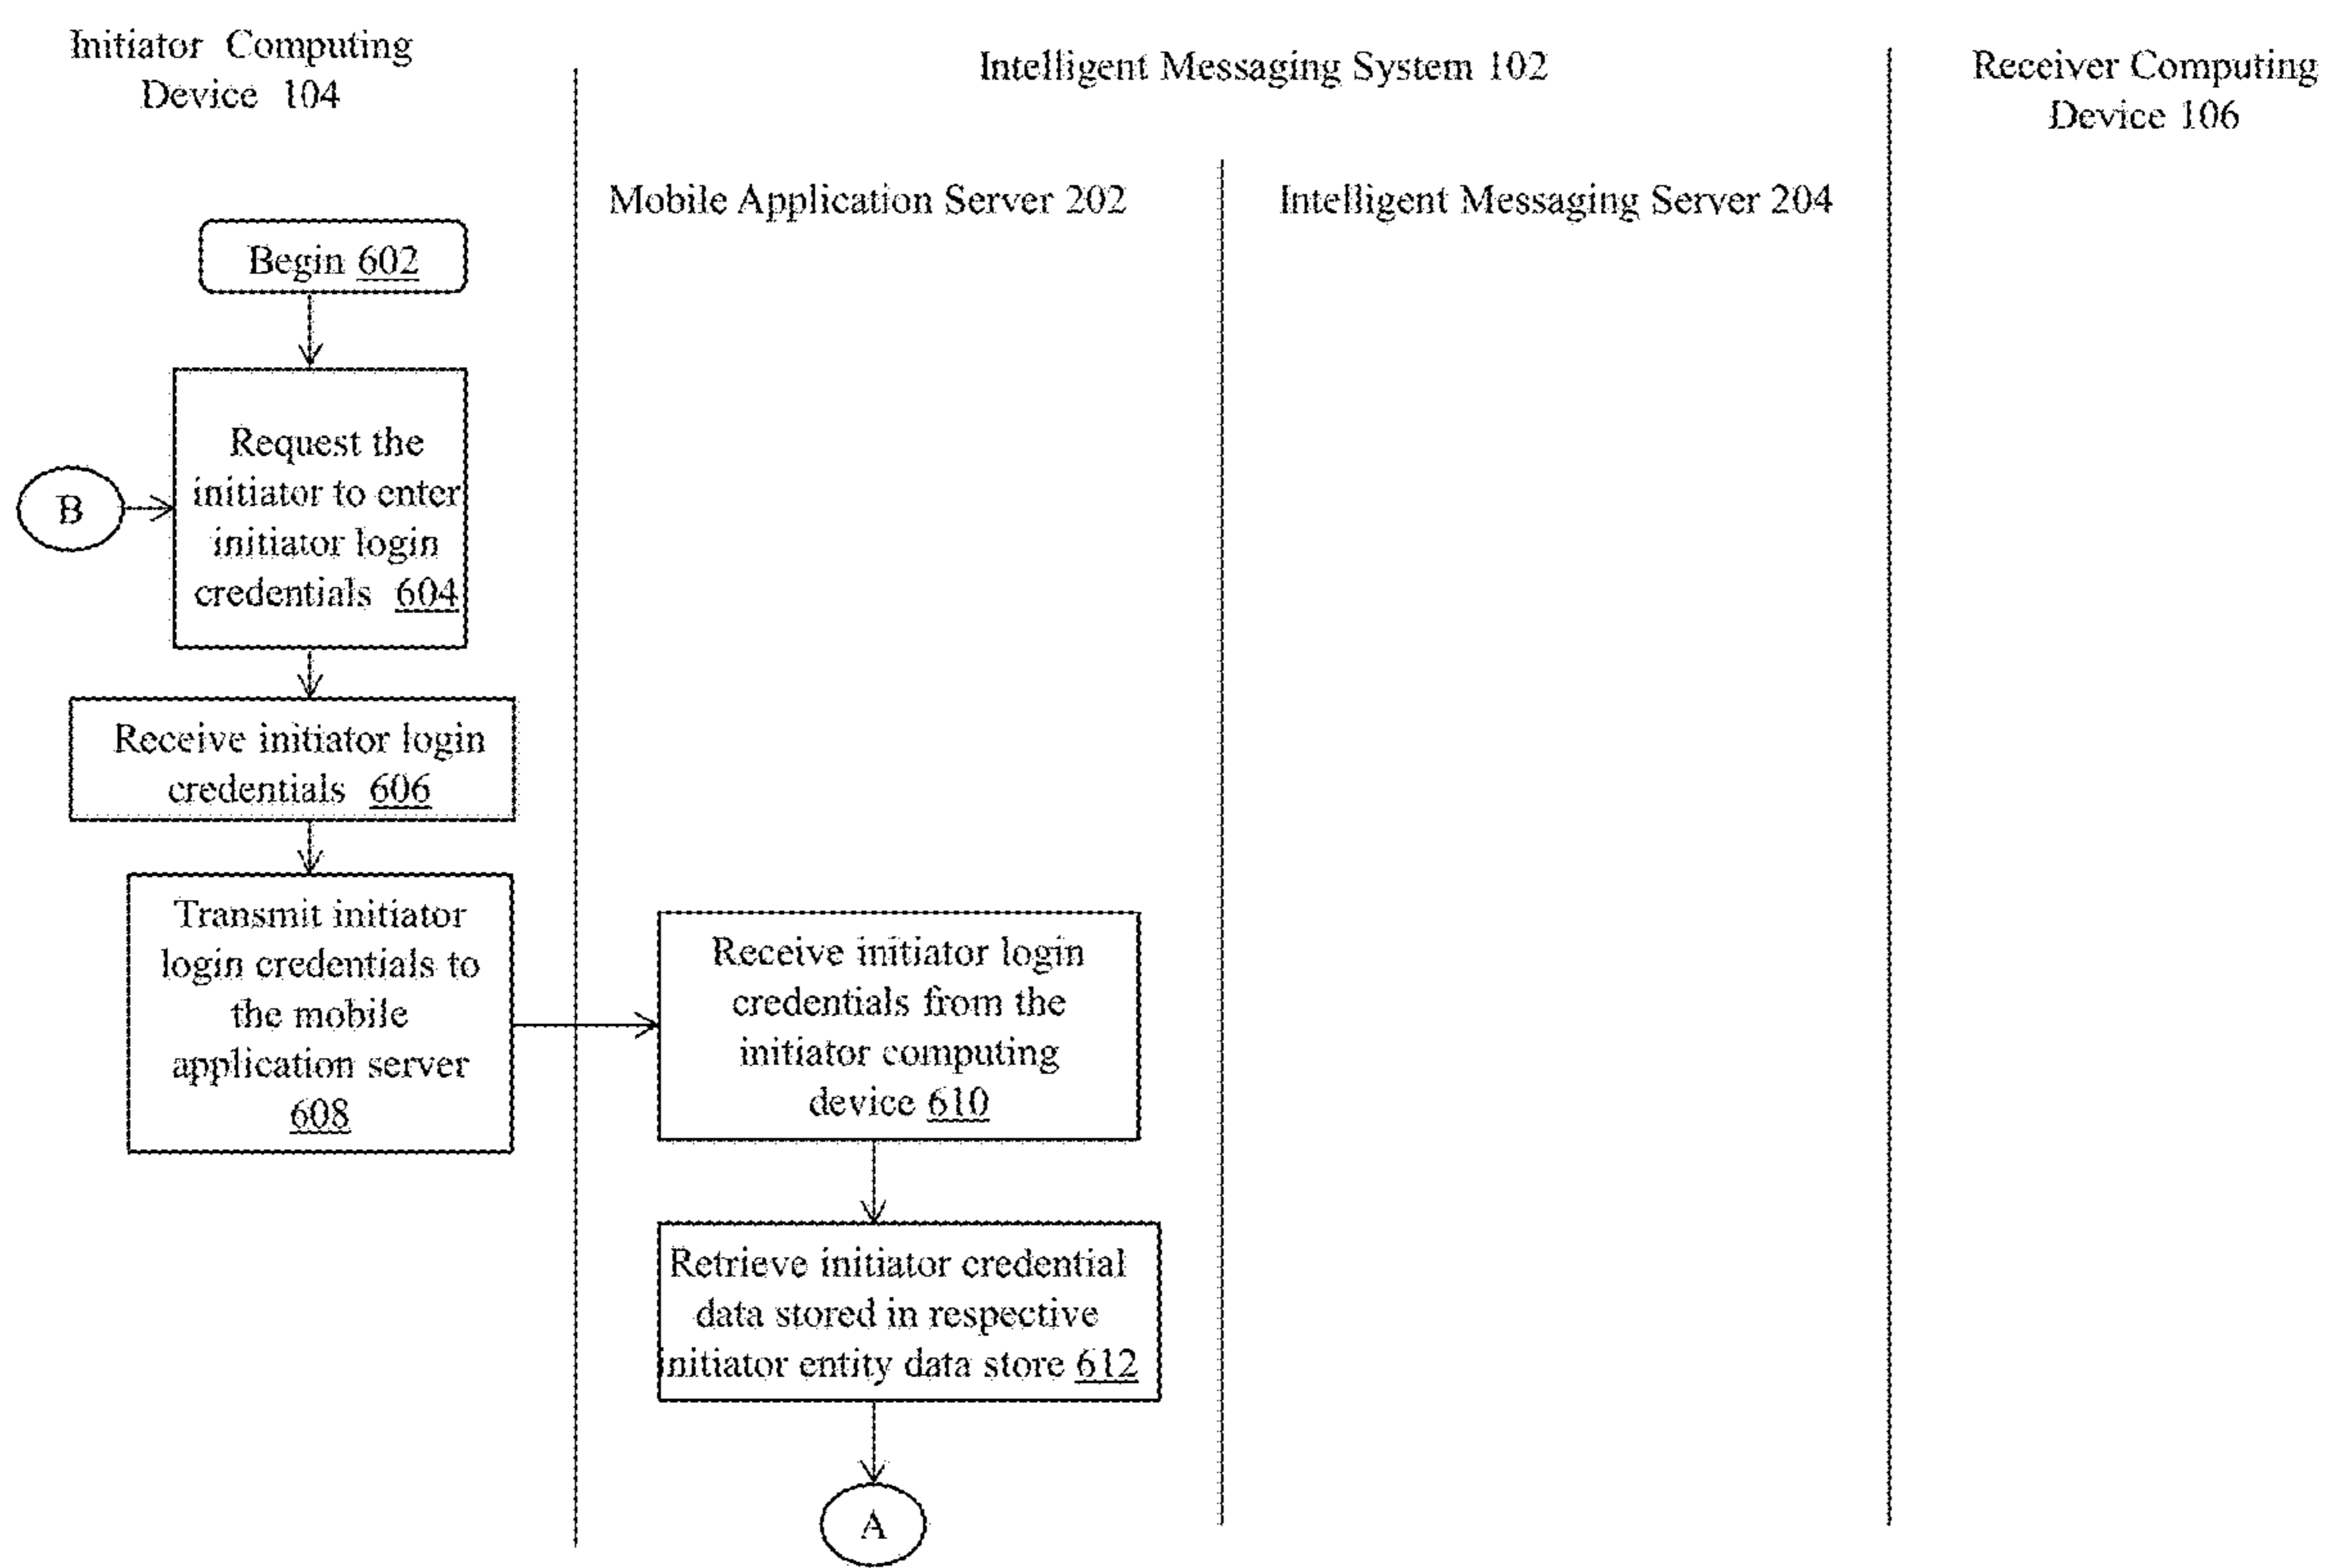 Initiator Computing
Device 104
Intelligent Messaging System 102
Receiver Computing
Device 106
Mobile Application Server 202
Intelligent Messaging Server 204
Begin 602
Request the
initiator to enter
initiator login
credentials 604
B
Receive initiator login
credentials 606
Transmit initiator
login credentials to
the mobile
application server
608
Receive initiator login
credentials from the
initiator computing
device 610
Retrieve initiator credential
data stored in respective
initiator entity data store 612
A